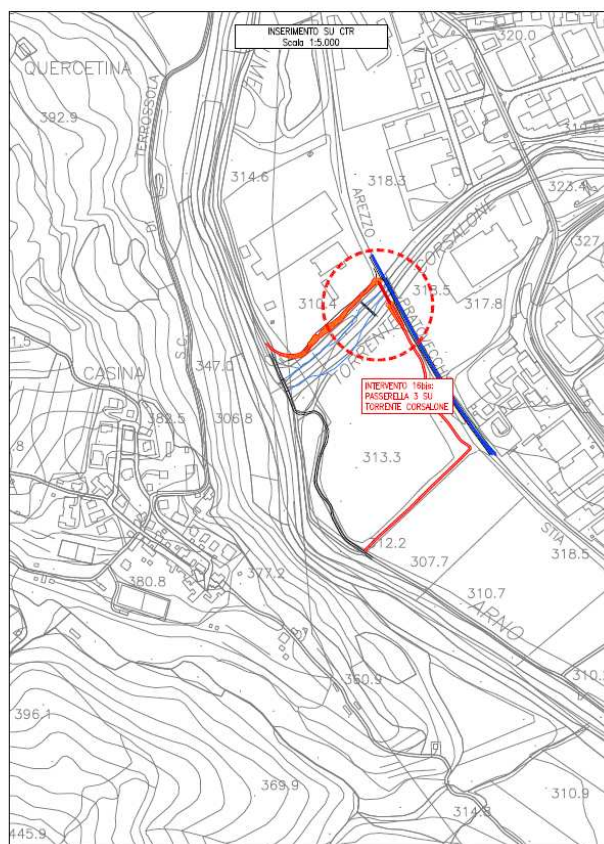 INSERIMENTO SU CTR
Scala 1:5.000
320.0
QUERCETINA
392.9
TERROSSOLA
314.6
318.3
AREZZO
323.4
CORSALONE
310.4
313.5
317.8
TORRENTE
S.C.
347.0
CASINA
382.5
306.8
INTERVENTO 16bis:
PASSERELLA 3 SU
TORRENTE CORSALONE
313.3
STIA
318.5
312.2
307.7
377.2
380.8
310.7
ARNO
360.9
396.1
369.9
310.9
314.8
445.9